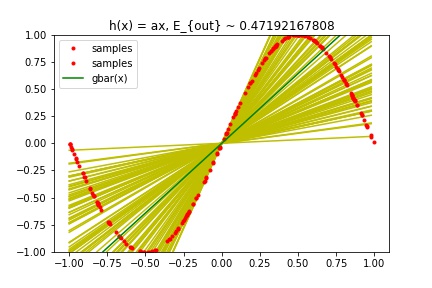 h(x) = ax, E_{out} ~ 0.47192167808
samples
samples
gbar(x)
1.00
0.75
0.50
0.25
0.00
−0.25
−0.50
−0.75
−1.00
−1.00 −0.75 −0.50 −0.25 0.00 0.25 0.50 0.75 1.00